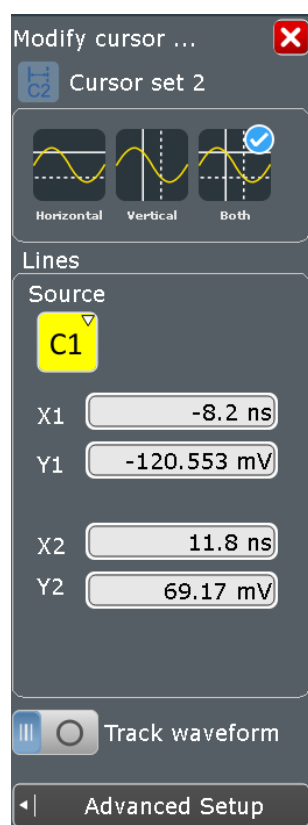 Modify cursor ...
C2 Cursor set 2
Horizontal Vertical Both
Lines
Source
C1
X1 -8.2 ns
Y1 -120.553 mV
X2 11.8 ns
Y2 69.17 mV
Track waveform
Advanced Setup